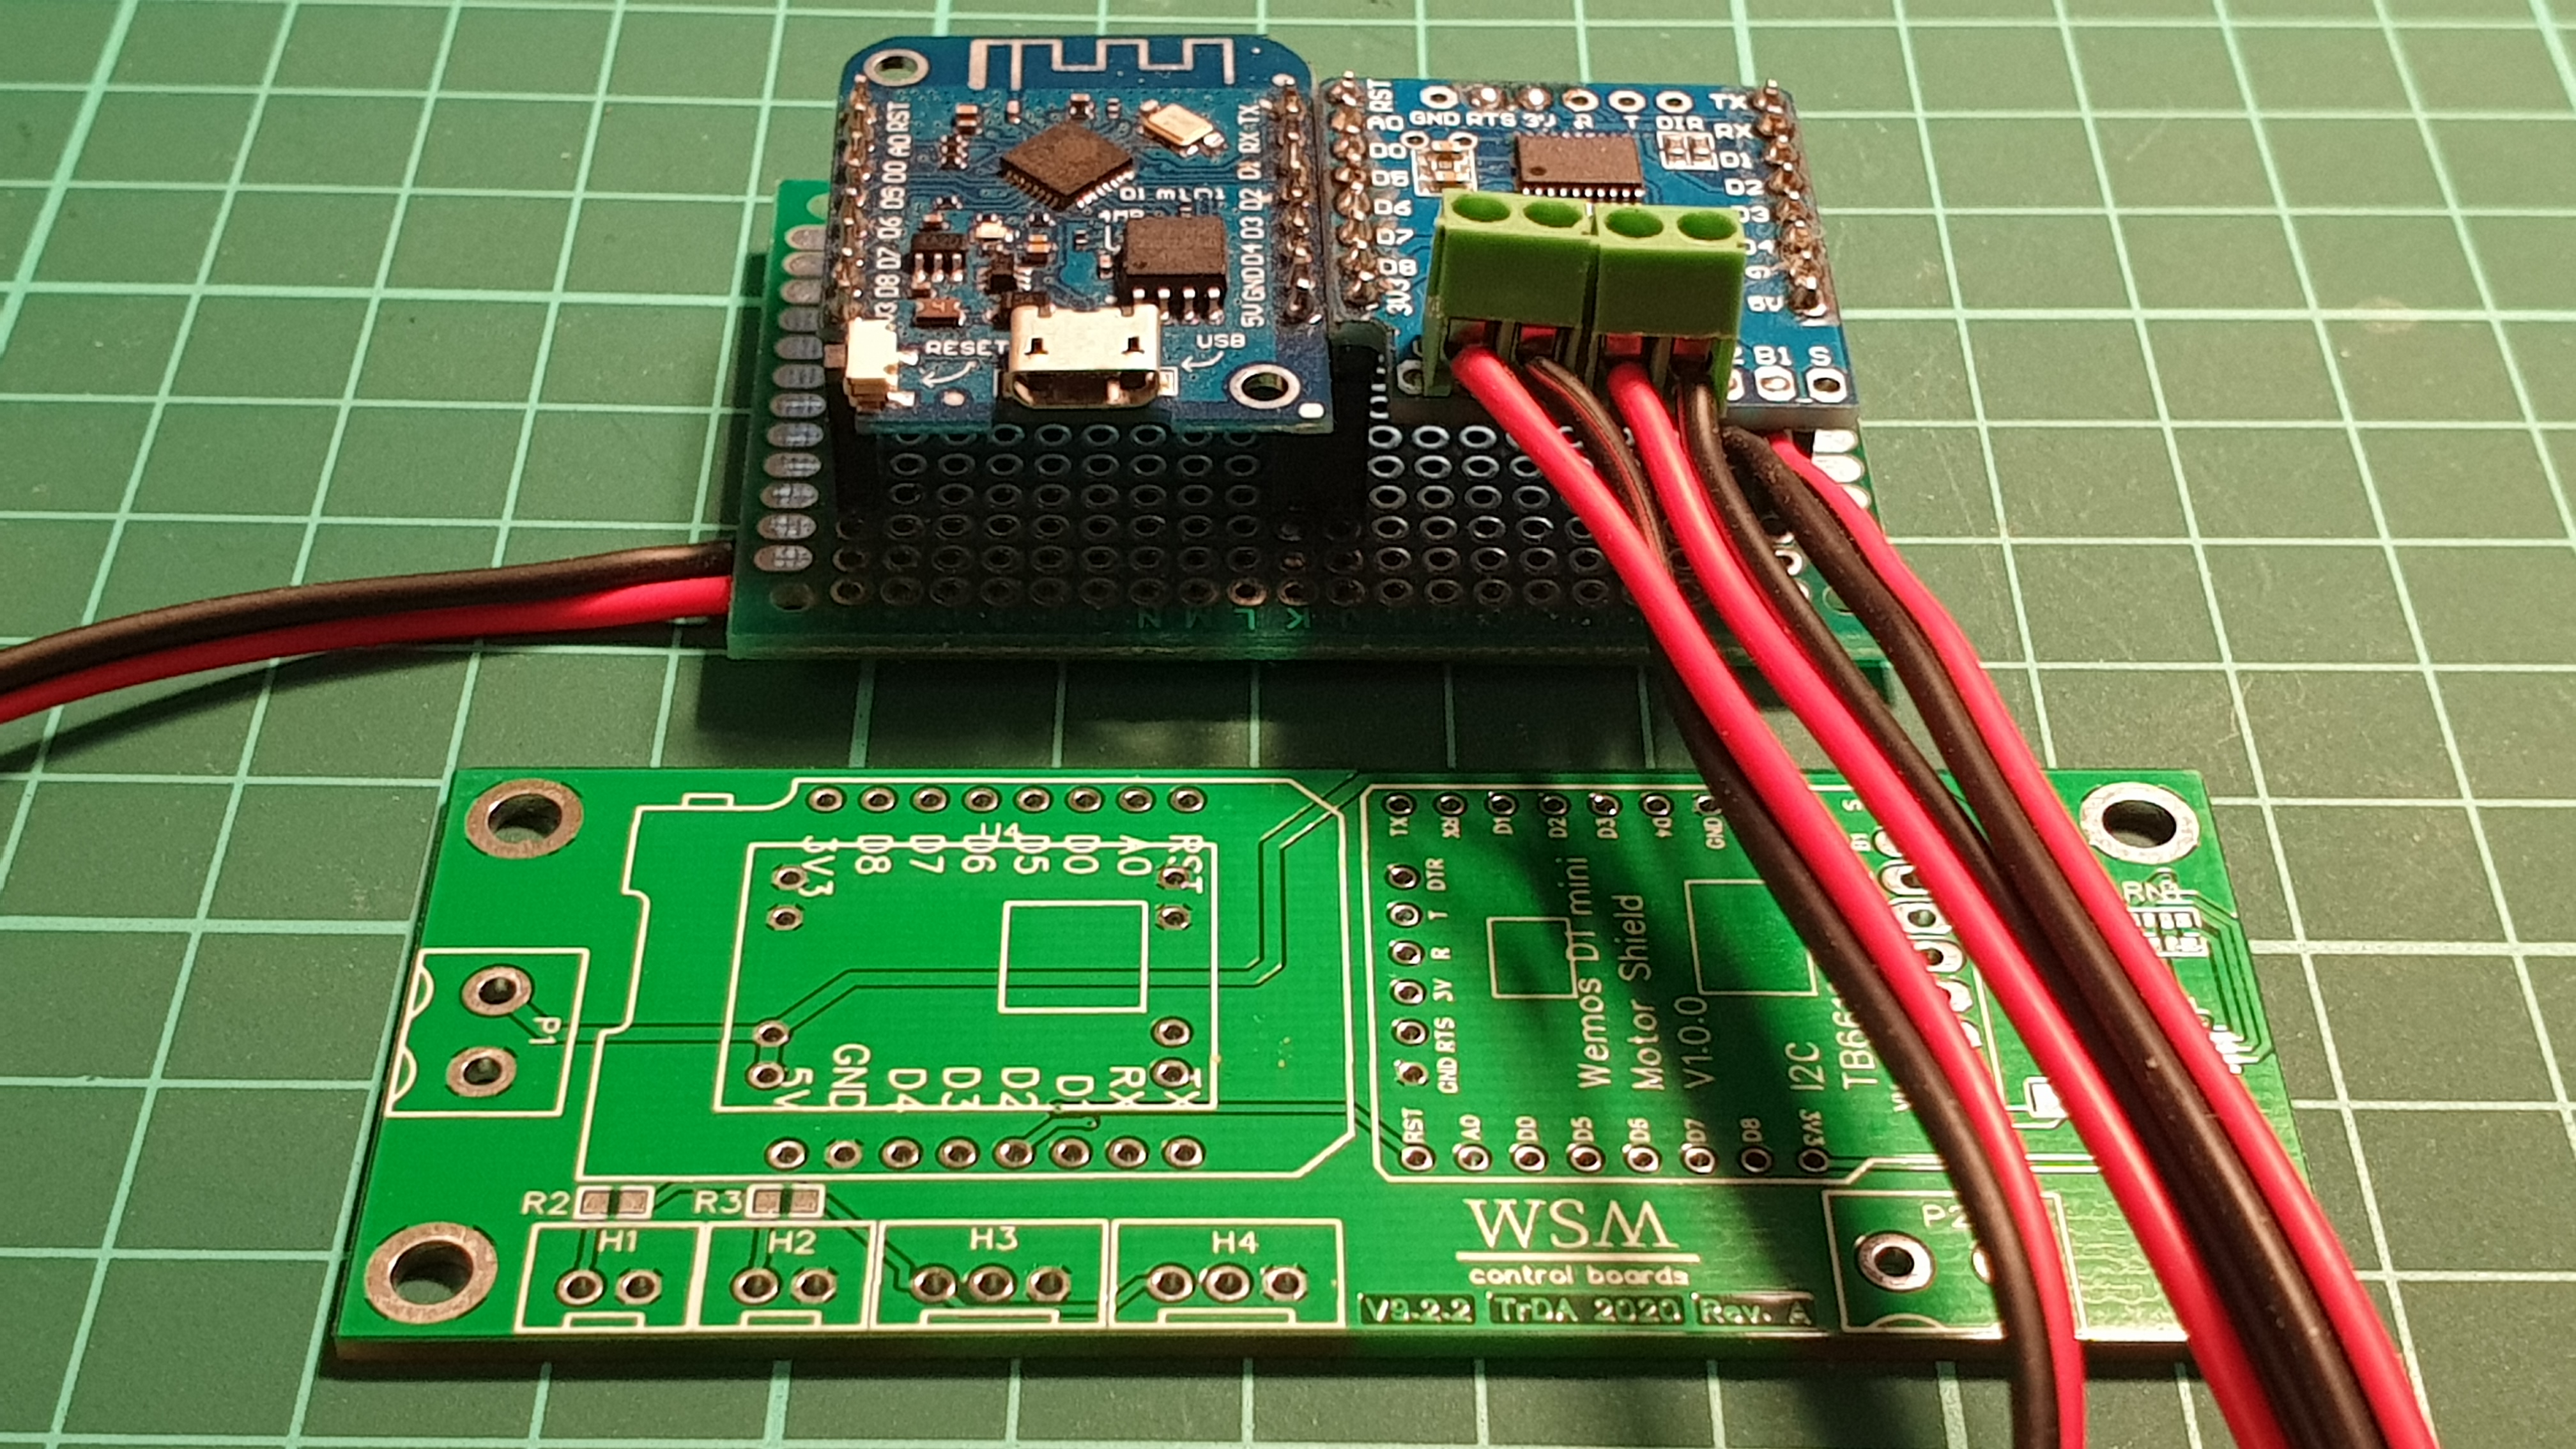 RST
A0
D0
D5
D6
D7
D8
TX
RX
D1
D2
D3
D4
GND
5V
D1 mini
4MB
RESET
USB
GND RTS 3V R T DIR
RST
A0
D0
D5
D6
D7
D8
3V3
TX
RX
D1
D2
D3
G
5V
B1 S
N M L K
U4
3V3 D8 D7 D6 D5 D0 A0 RST
5V GND D4 D3 D2 D1 RX TX
P1
TX RX D1 D2 D3 D4 GND
DTR
T
R
3V
RTS
GND
Wemos D1 mini
Motor Shield
V1.0.0
I2C
RST A0 D0 D5 D6 D7 D8 3V3
B1 S
R2 R3
H1 H2 H3 H4
WSM
control boards
V9.2.2 TrDA 2020 Rev. A